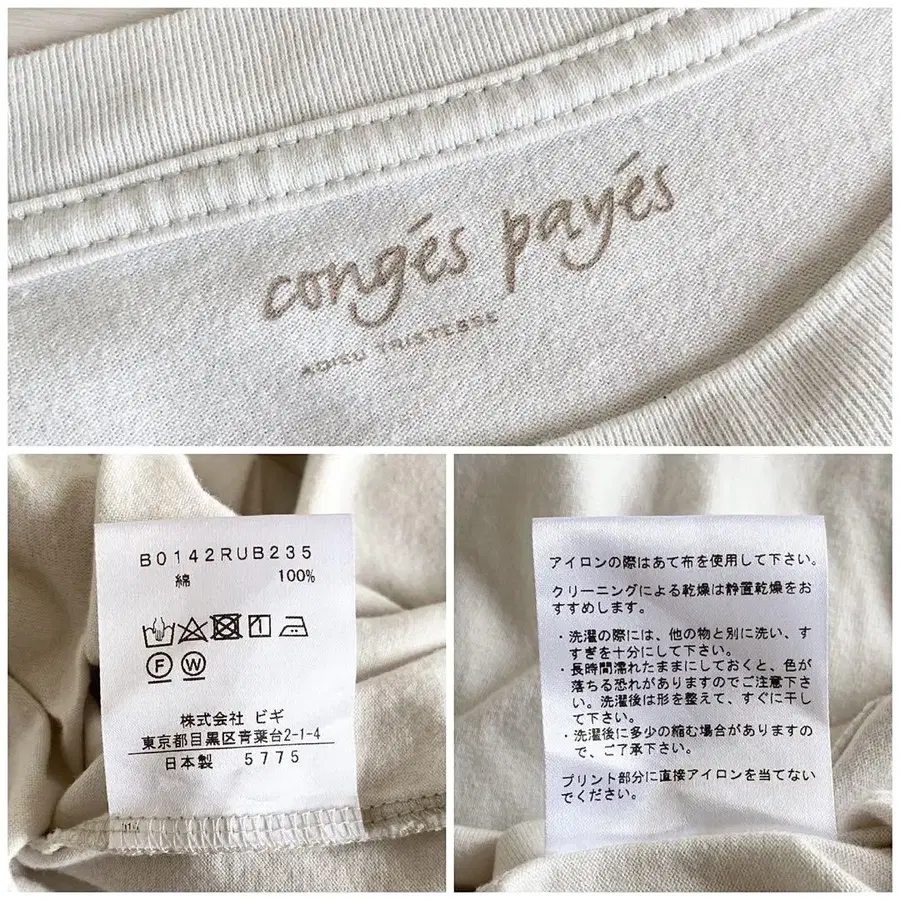 congés payés
ADIEU TRISTESSE
B0142RUB235
綿 100%
F W
株式会社 ビギ
東京都目黒区青葉台2-1-4
日本製 5775
アイロンの際はあて布を使用して下さい。
クリーニングによる乾燥は静置乾燥をお
すすめします。
・洗濯の際には、他の物と別に洗い、す
すぎを十分にして下さい。
・長時間濡れたままにしておくと、色が
落ちる恐れがありますのでご注意下さ
い。洗濯後は形を整えて、すぐに干し
て下さい。
・洗濯後に多少の縮む場合がありますの
で、ご了承下さい。
プリント部分に直接アイロンを当てない
でください。